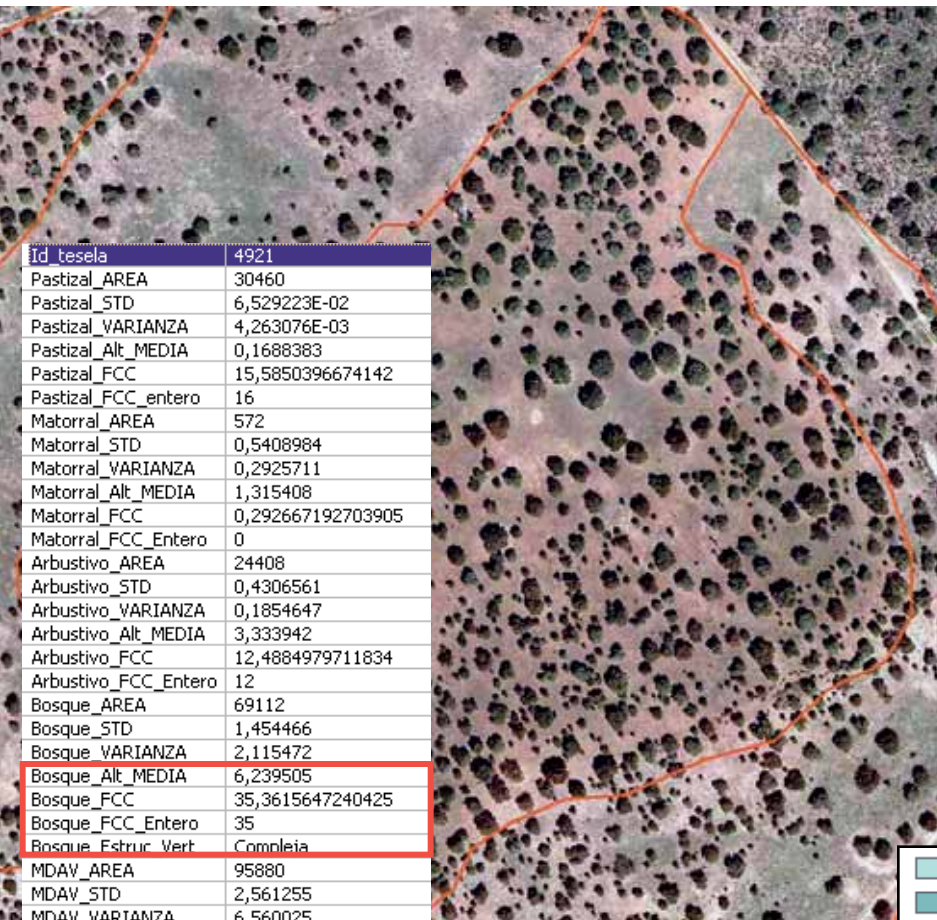 Id_tesela 4921
Pastizal_AREA 30460
Pastizal_STD 6,529223E-02
Pastizal_VARIANZA 4,263076E-03
Pastizal_Alt_MEDIA 0,1688383
Pastizal_FCC 15,5850396674142
Pastizal_FCC_entero 16
Matorral_AREA 572
Matorral_STD 0,5408984
Matorral_VARIANZA 0,2925711
Matorral_Alt_MEDIA 1,315408
Matorral_FCC 0,292667192703905
Matorral_FCC_Entero 0
Arbustivo_AREA 24408
Arbustivo_STD 0,4306561
Arbustivo_VARIANZA 0,1854647
Arbustivo_Alt_MEDIA 3,333942
Arbustivo_FCC 12,4884979711834
Arbustivo_FCC_Entero 12
Bosque_AREA 69112
Bosque_STD 1,454466
Bosque_VARIANZA 2,115472
Bosque_Alt_MEDIA 6,239505
Bosque_FCC 35,3615647240425
Bosque_FCC_Entero 35
Bosque_Estruc_Vert Compleja
MDAV_AREA 95880
MDAV_STD 2,561255
MDAV_VARIANZA 6,560025